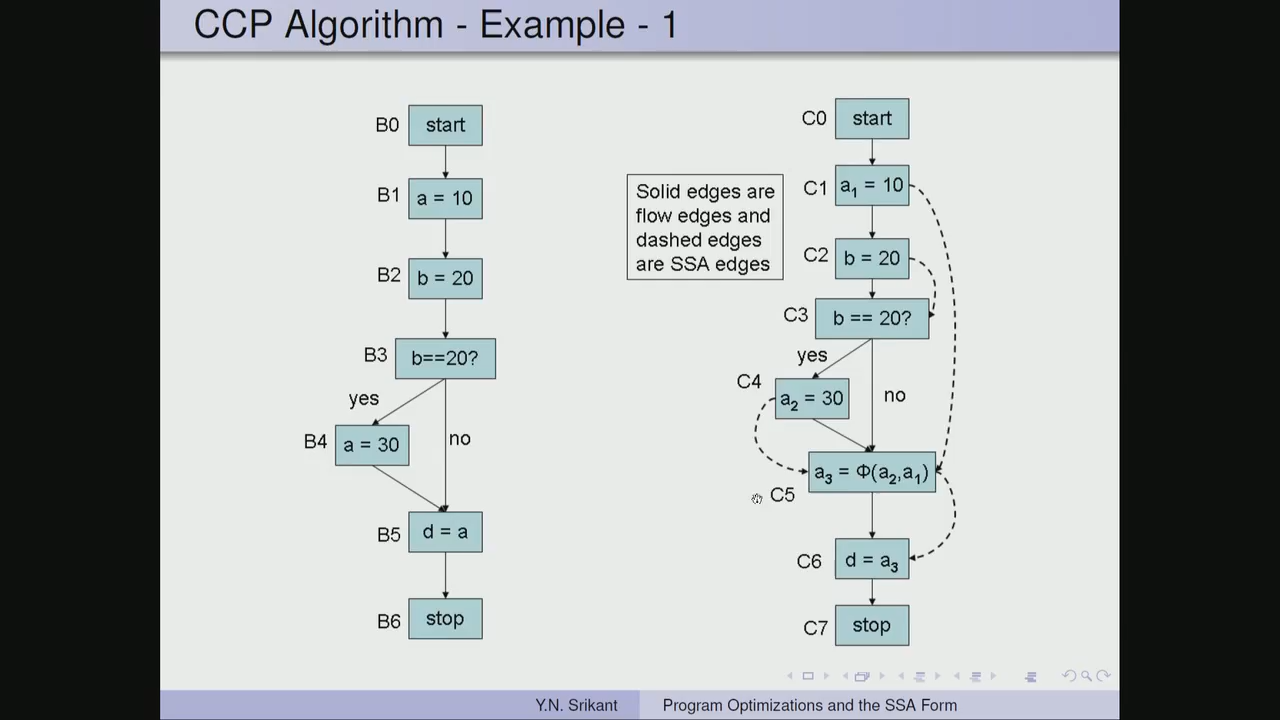 CCP Algorithm - Example - 1
B0
start
B1
a = 10
B2
b = 20
B3
b==20?
yes
no
B4
a = 30
B5
d = a
B6
stop
Solid edges are
flow edges and
dashed edges
are SSA edges
C0
start
C1
a₁ = 10
C2
b = 20
C3
b == 20?
yes
no
C4
a₂ = 30
a₃ = Φ(a₂,a₁)
C5
C6
d = a₃
C7
stop
Y.N. Srikant
Program Optimizations and the SSA Form